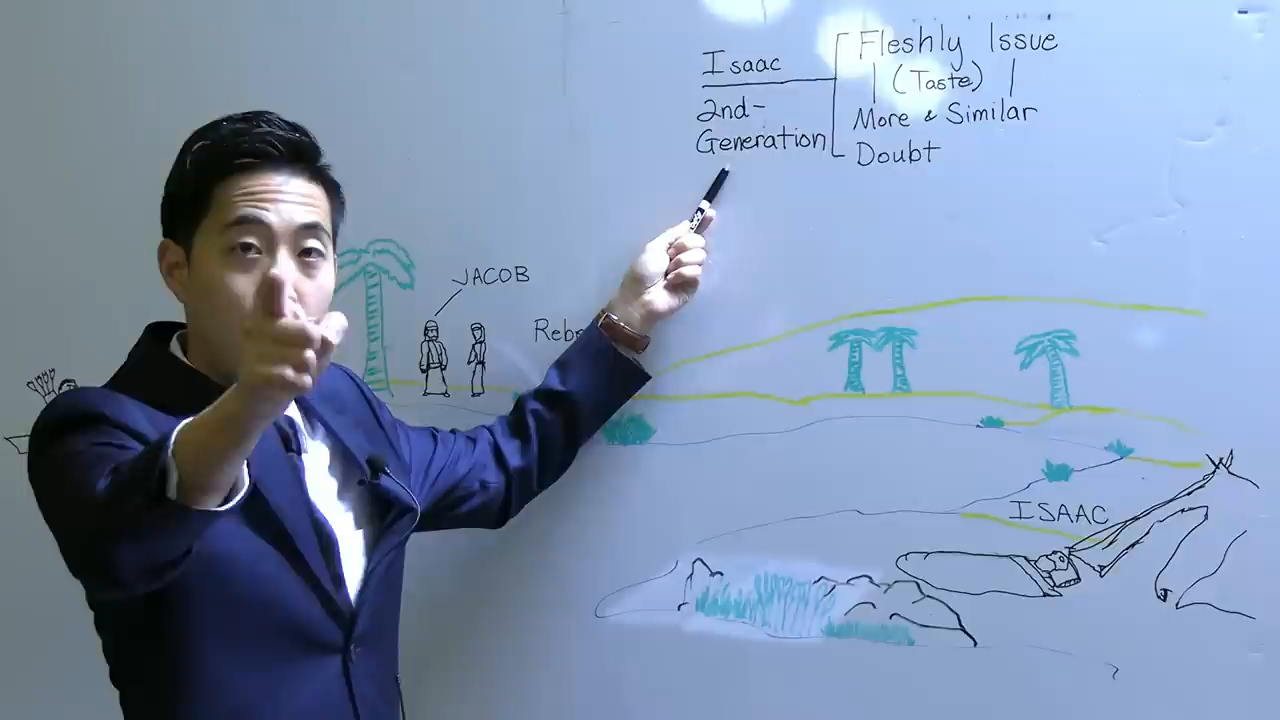 Isaac
2nd-
Generation
Fleshly Issue
(Taste)
More & Similar
Doubt
JACOB
ISAAC